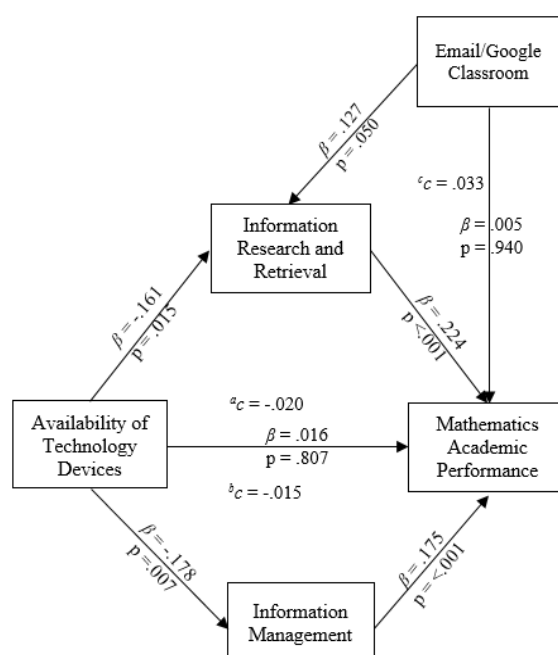 Email/Google
Classroom
β = .127
p = .050
ᶜc = .033
β = .005
p = .940
Information
Research and
Retrieval
β = -.161
p = .015
β = .224
p <.001
Availability of
Technology
Devices
ᵃc = -.020
β = .016
p = .807
ᵇc = -.015
Mathematics
Academic
Performance
β = -.178
p =.007
β = .175
p = <.001
Information
Management